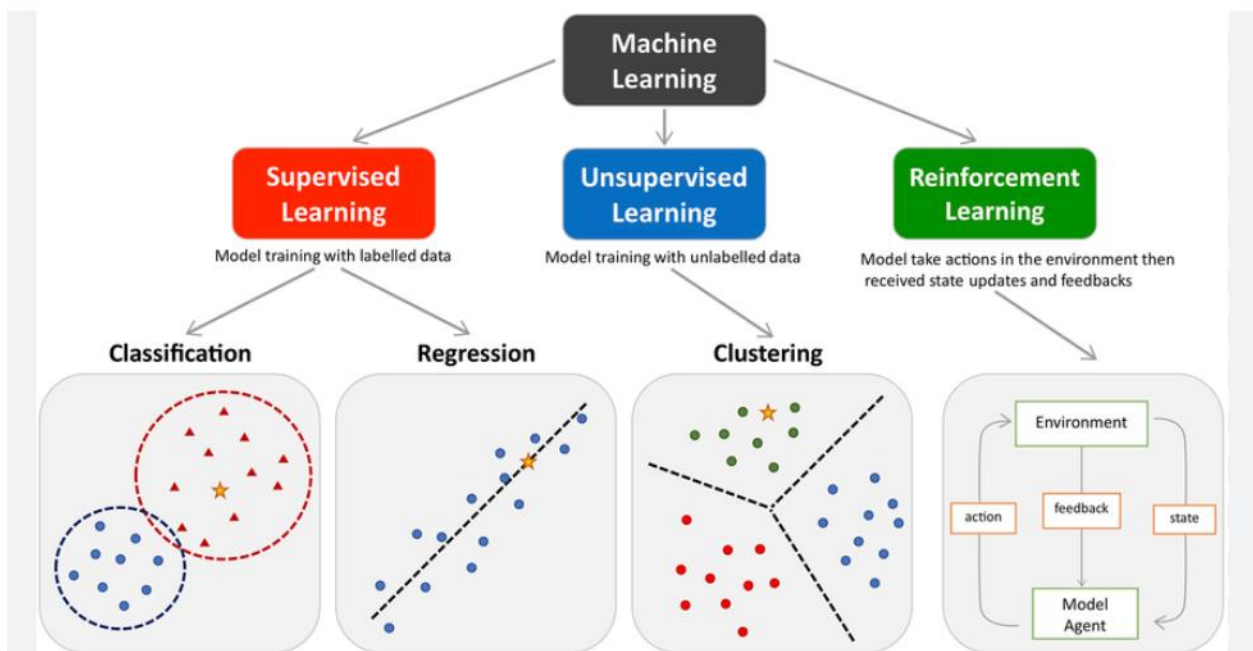 Machine
Learning
Supervised
Learning
Unsupervised
Learning
Reinforcement
Learning
Model training with labelled data
Model training with unlabelled data
Model take actions in the environment then
received state updates and feedbacks
Classification
Regression
Clustering
Environment
action
feedback
state
Model
Agent